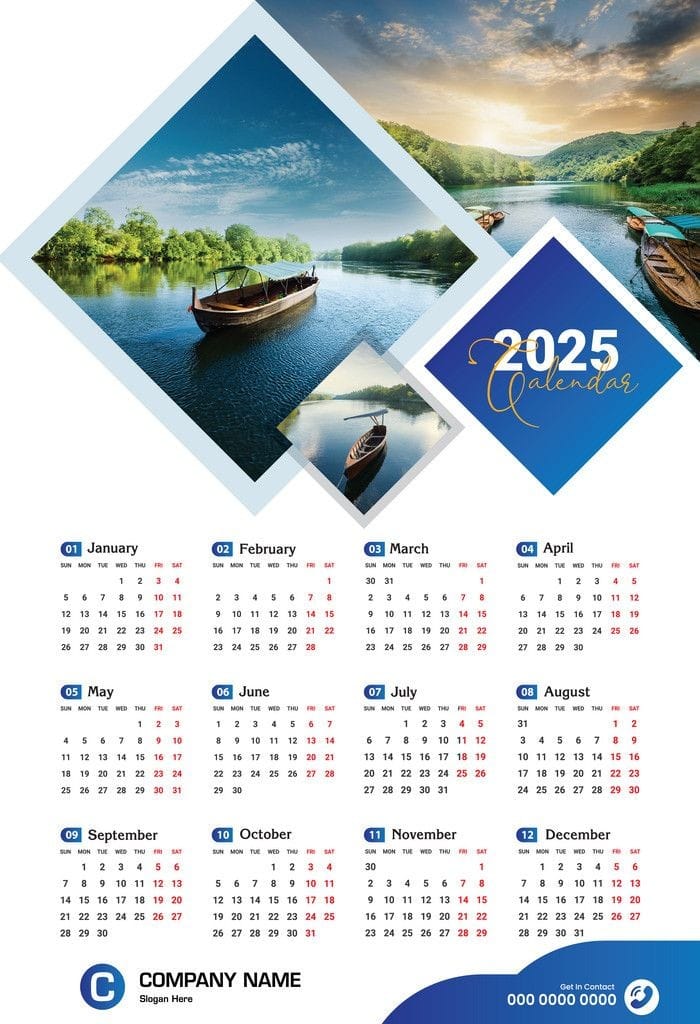 2025
Calendar
01 January
SUN MON TUE WED THU FRI SAT
1 2 3 4
5 6 7 8 9 10 11
12 13 14 15 16 17 18
19 20 21 22 23 24 25
26 27 28 29 30 31
02 February
SUN MON TUE WED THU FRI SAT
1
2 3 4 5 6 7 8
9 10 11 12 13 14 15
16 17 18 19 20 21 22
23 24 25 26 27 28
03 March
SUN MON TUE WED THU FRI SAT
30 31 1
2 3 4 5 6 7 8
9 10 11 12 13 14 15
16 17 18 19 20 21 22
23 24 25 26 27 28 29
04 April
SUN MON TUE WED THU FRI SAT
1 2 3 4 5
6 7 8 9 10 11 12
13 14 15 16 17 18 19
20 21 22 23 24 25 26
27 28 29 30
05 May
SUN MON TUE WED THU FRI SAT
1 2 3
4 5 6 7 8 9 10
11 12 13 14 15 16 17
18 19 20 21 22 23 24
25 26 27 28 29 30 31
06 June
SUN MON TUE WED THU FRI SAT
1 2 3 4 5 6 7
8 9 10 11 12 13 14
15 16 17 18 19 20 21
22 23 24 25 26 27 28
29 30
07 July
SUN MON TUE WED THU FRI SAT
1 2 3 4 5
6 7 8 9 10 11 12
13 14 15 16 17 18 19
20 21 22 23 24 25 26
27 28 29 30 31
08 August
SUN MON TUE WED THU FRI SAT
31 1 2
3 4 5 6 7 8 9
10 11 12 13 14 15 16
17 18 19 20 21 22 23
24 25 26 27 28 29 30
09 September
SUN MON TUE WED THU FRI SAT
1 2 3 4 5 6
7 8 9 10 11 12 13
14 15 16 17 18 19 20
21 22 23 24 25 26 27
28 29 30
10 October
SUN MON TUE WED THU FRI SAT
1 2 3 4
5 6 7 8 9 10 11
12 13 14 15 16 17 18
19 20 21 22 23 24 25
26 27 28 29 30 31
11 November
SUN MON TUE WED THU FRI SAT
30 1
2 3 4 5 6 7 8
9 10 11 12 13 14 15
16 17 18 19 20 21 22
23 24 25 26 27 28 29
12 December
SUN MON TUE WED THU FRI SAT
1 2 3 4 5 6
7 8 9 10 11 12 13
14 15 16 17 18 19 20
21 22 23 24 25 26 27
28 29 30 31
C
COMPANY NAME
Slogan Here
Get In Contact
000 0000 0000